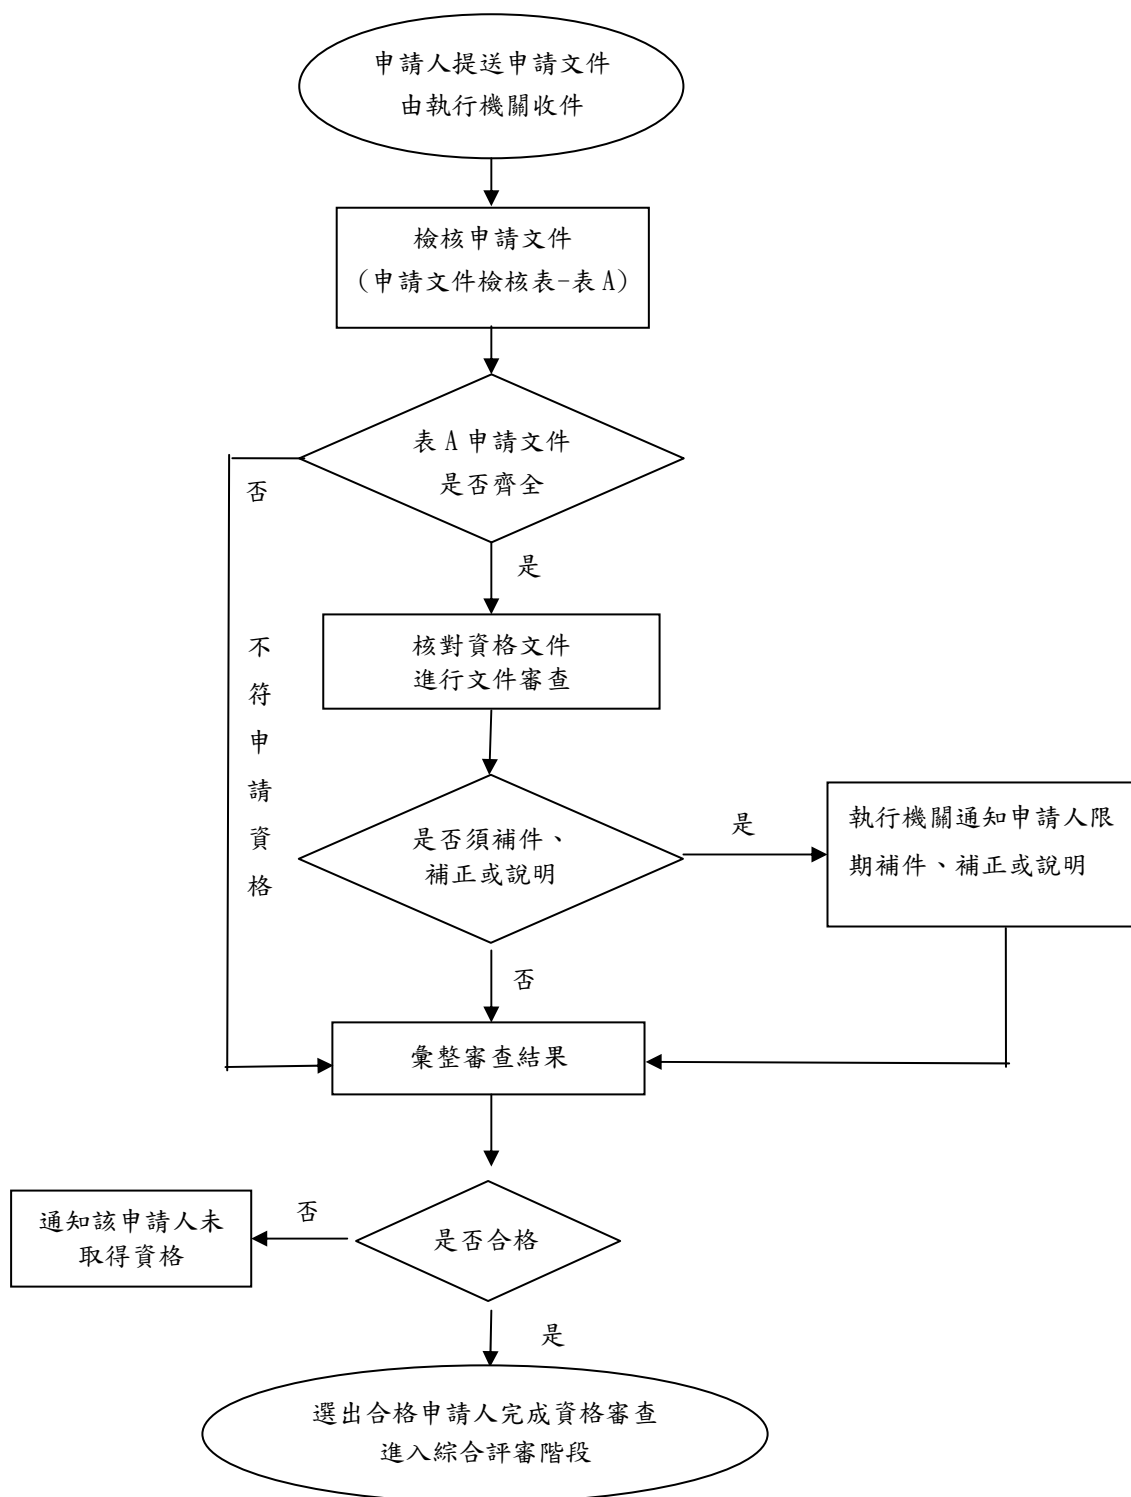 申請人提送申請文件
由執行機關收件
檢核申請文件
(申請文件檢核表-表 A)
表 A 申請文件
是否齊全
否
是
不符申請資格
核對資格文件
進行文件審查
是否須補件、
補正或說明
是
執行機關通知申請人限
期補件、補正或說明
否
彙整審查結果
通知該申請人未
取得資格
否
是否合格
是
選出合格申請人完成資格審查
進入綜合評審階段